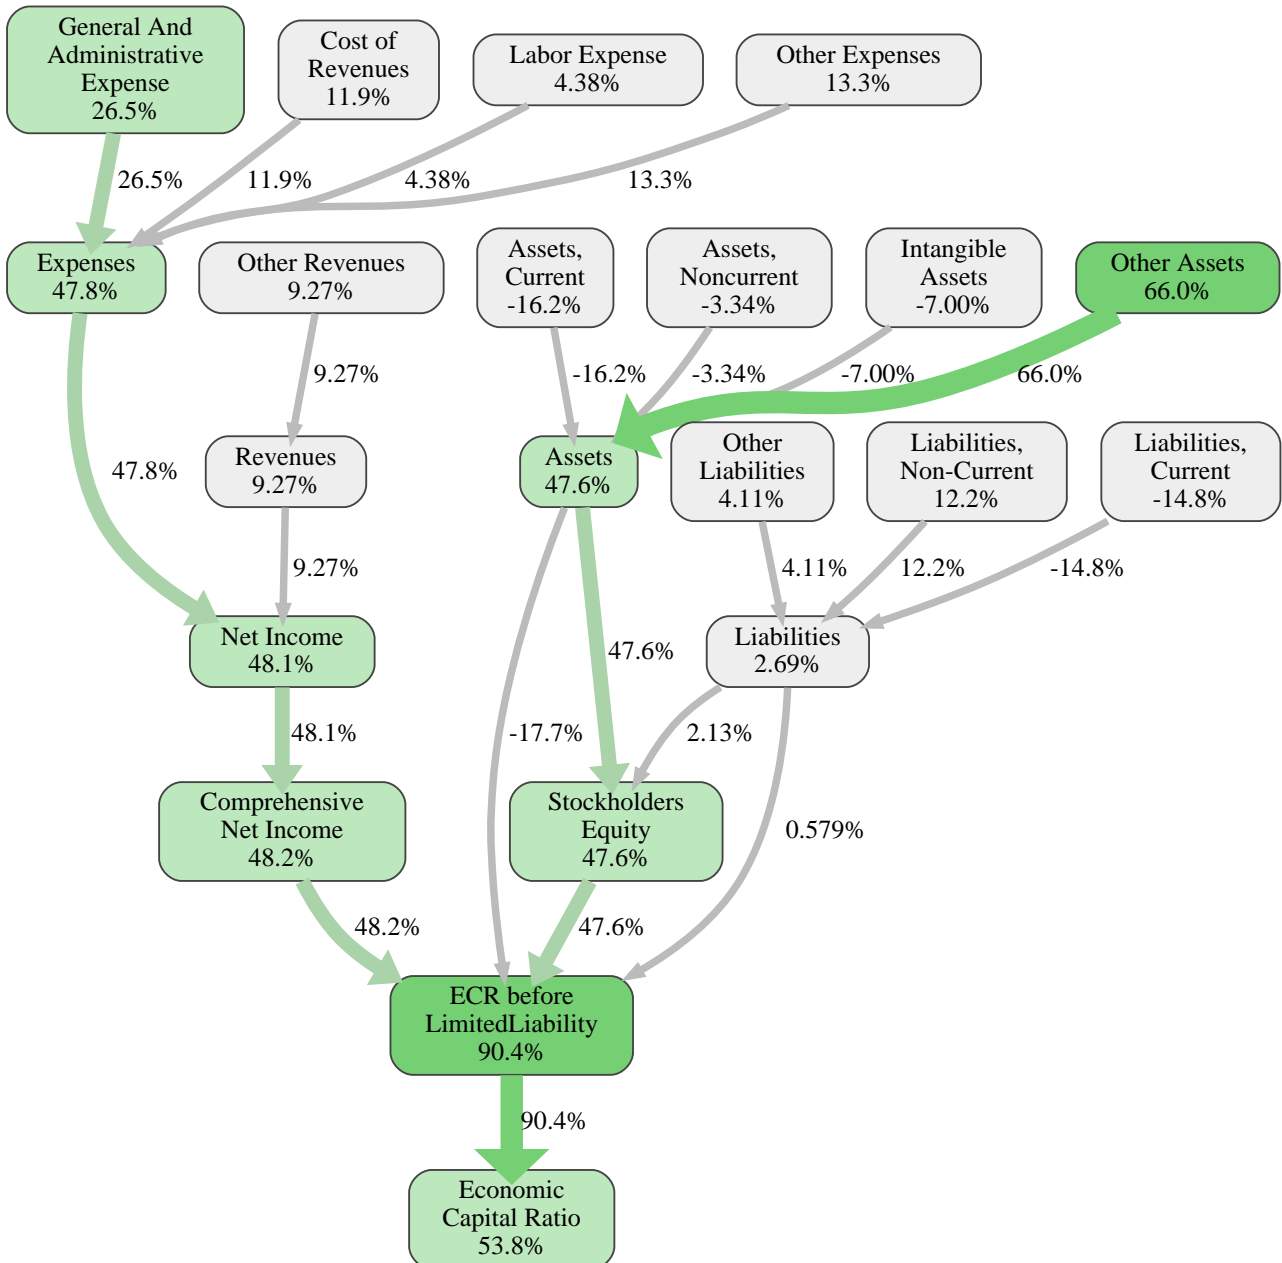 General And
Administrative
Expense
26.5%
Cost of
Revenues
11.9%
Labor Expense
4.38%
Other Expenses
13.3%
26.5%
11.9%
4.38%
13.3%
Expenses
47.8%
Other Revenues
9.27%
Assets,
Current
-16.2%
Assets,
Noncurrent
-3.34%
Intangible
Assets
-7.00%
Other Assets
66.0%
9.27%
-16.2%
-3.34%
-7.00%
66.0%
47.8%
Revenues
9.27%
Assets
47.6%
Other
Liabilities
4.11%
Liabilities,
Non-Current
12.2%
Liabilities,
Current
-14.8%
9.27%
4.11%
12.2%
-14.8%
Net Income
48.1%
47.6%
Liabilities
2.69%
48.1%
-17.7%
2.13%
Comprehensive
Net Income
48.2%
Stockholders
Equity
47.6%
0.579%
48.2%
47.6%
ECR before
LimitedLiability
90.4%
90.4%
Economic
Capital Ratio
53.8%